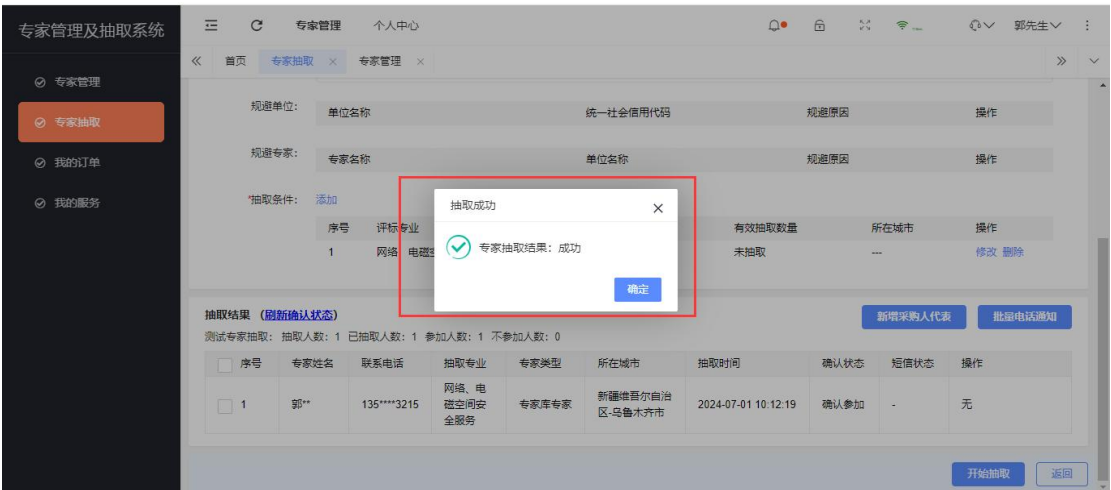 专家管理及抽取系统
专家管理 个人中心
郭先生
首页 专家抽取 × 专家管理 ×
专家管理
专家抽取
我的订单
我的服务
规避单位: 单位名称 统一社会信用代码 规避原因 操作
规避专家: 专家名称 单位名称 规避原因 操作
*抽取条件: 添加
序号 评标专业 有效抽取数量 所在城市 操作
1 网络、电磁 未抽取 --- 修改 删除
抽取成功
专家抽取结果：成功
确定
抽取结果 (刷新确认状态)
新增采购人代表 批量电话通知
测试专家抽取: 抽取人数: 1 已抽取人数: 1 参加人数: 1 不参加人数: 0
序号 专家姓名 联系电话 抽取专业 专家类型 所在城市 抽取时间 确认状态 短信状态 操作
1 郭** 135****3215 网络、电磁空间安全服务 专家库专家 新疆维吾尔自治区-乌鲁木齐市 2024-07-01 10:12:19 确认参加 - 无
开始抽取 返回